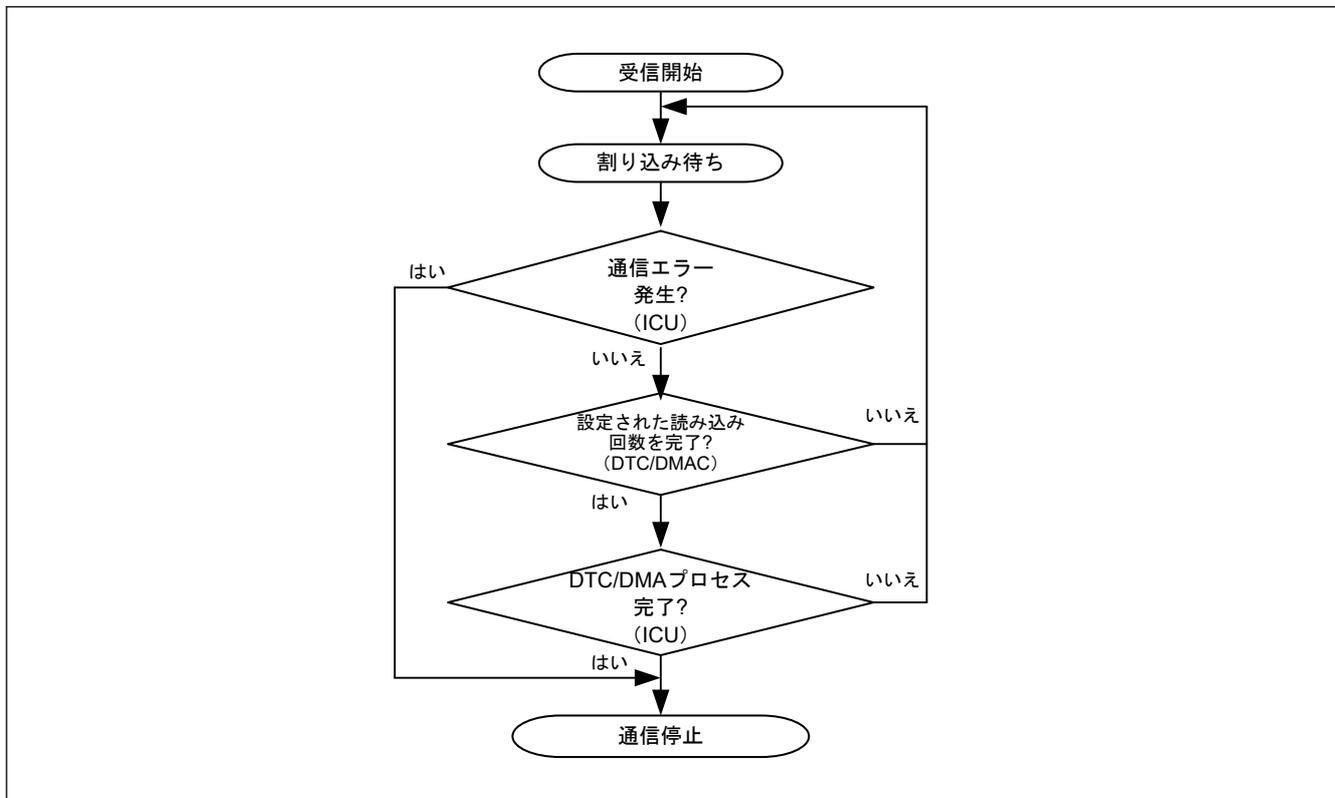 受信開始
割り込み待ち
はい
通信エラー
発生?
（ICU）
いいえ
設定された読み込み
回数を完了?
（DTC/DMAC）
いいえ
はい
DTC/DMAプロセス
完了?
（ICU）
いいえ
はい
通信停止